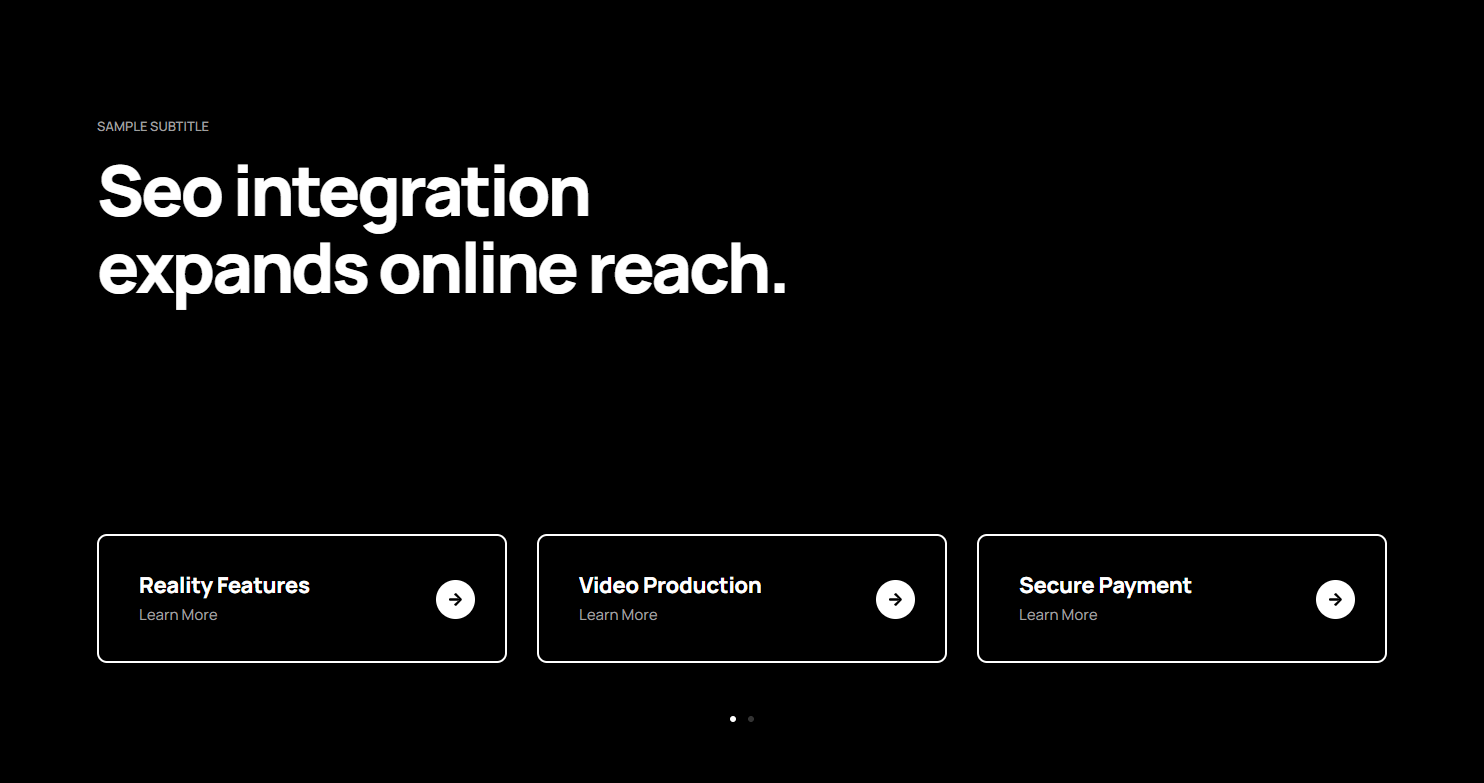 SAMPLE SUBTITLE
Seo integration
expands online reach.
Reality Features
Learn More
Video Production
Learn More
Secure Payment
Learn More